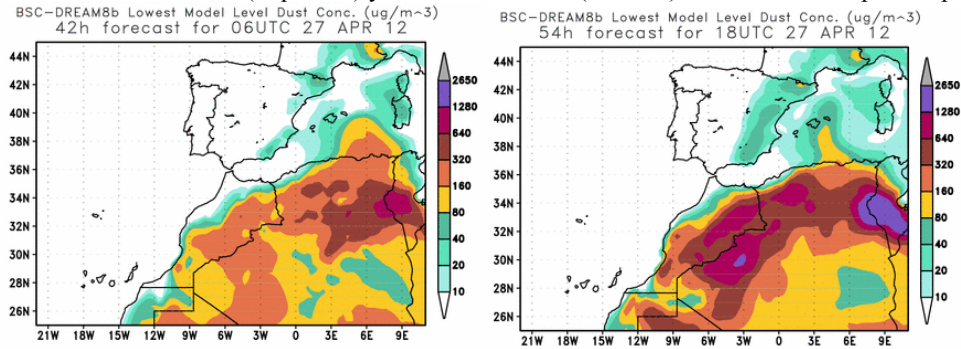 BSC-DREAM8b Lowest Model Level Dust Conc. (ug/m^3)
42h forecast for 06UTC 27 APR 12
44N
42N
40N
38N
36N
34N
32N
30N
28N
26N
21W 18W 15W 12W 9W 6W 3W 0 3E 6E 9E
2650
1280
640
320
160
80
40
20
10
BSC-DREAM8b Lowest Model Level Dust Conc. (ug/m^3)
54h forecast for 18UTC 27 APR 12
44N
42N
40N
38N
36N
34N
32N
30N
28N
26N
21W 18W 15W 12W 9W 6W 3W 0 3E 6E 9E
2650
1280
640
320
160
80
40
20
10